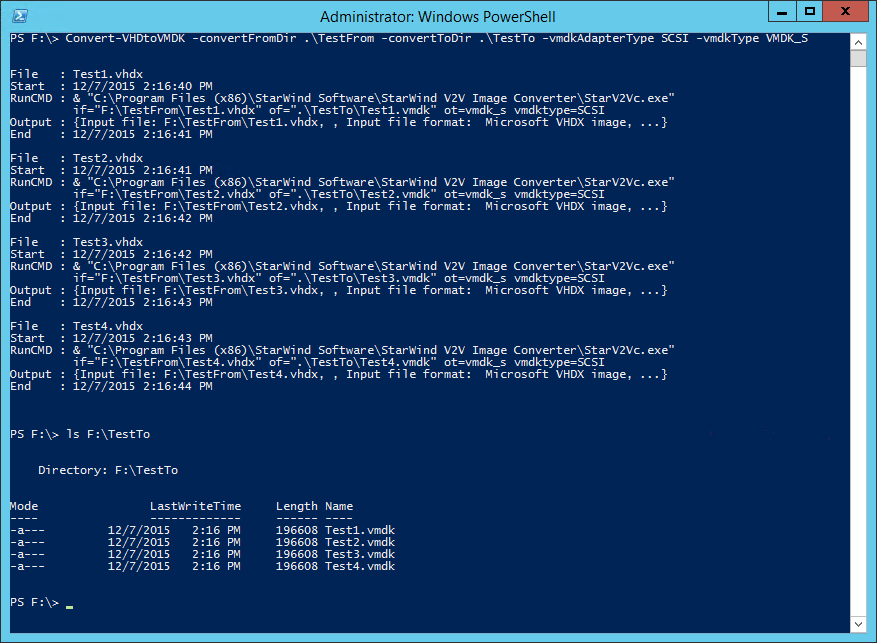 Administrator: Windows PowerShell
PS F:\> Convert-VHDtoVMDK -convertFromDir .\TestFrom -convertToDir .\TestTo -vmdkAdapterType SCSI -vmdkType VMDK_S
File   : Test1.vhdx
Start  : 12/7/2015 2:16:40 PM
RunCMD : & "C:\Program Files (x86)\StarWind Software\StarWind V2V Image Converter\StarV2Vc.exe"
if="F:\TestFrom\Test1.vhdx" of=".\TestTo\Test1.vmdk" ot=vmdk_s vmdktype=SCSI
Output : {Input file: F:\TestFrom\Test1.vhdx, , Input file format:  Microsoft VHDX image, ...}
End    : 12/7/2015 2:16:41 PM
File   : Test2.vhdx
Start  : 12/7/2015 2:16:41 PM
RunCMD : & "C:\Program Files (x86)\StarWind Software\StarWind V2V Image Converter\StarV2Vc.exe"
if="F:\TestFrom\Test2.vhdx" of=".\TestTo\Test2.vmdk" ot=vmdk_s vmdktype=SCSI
Output : {Input file: F:\TestFrom\Test2.vhdx, , Input file format:  Microsoft VHDX image, ...}
End    : 12/7/2015 2:16:42 PM
File   : Test3.vhdx
Start  : 12/7/2015 2:16:42 PM
RunCMD : & "C:\Program Files (x86)\StarWind Software\StarWind V2V Image Converter\StarV2Vc.exe"
if="F:\TestFrom\Test3.vhdx" of=".\TestTo\Test3.vmdk" ot=vmdk_s vmdktype=SCSI
Output : {Input file: F:\TestFrom\Test3.vhdx, , Input file format:  Microsoft VHDX image, ...}
End    : 12/7/2015 2:16:43 PM
File   : Test4.vhdx
Start  : 12/7/2015 2:16:43 PM
RunCMD : & "C:\Program Files (x86)\StarWind Software\StarWind V2V Image Converter\StarV2Vc.exe"
if="F:\TestFrom\Test4.vhdx" of=".\TestTo\Test4.vmdk" ot=vmdk_s vmdktype=SCSI
Output : {Input file: F:\TestFrom\Test4.vhdx, , Input file format:  Microsoft VHDX image, ...}
End    : 12/7/2015 2:16:44 PM
PS F:\> ls F:\TestTo
Directory: F:\TestTo
Mode                LastWriteTime     Length Name
----                -------------     ------ ----
-a---         12/7/2015   2:16 PM     196608 Test1.vmdk
-a---         12/7/2015   2:16 PM     196608 Test2.vmdk
-a---         12/7/2015   2:16 PM     196608 Test3.vmdk
-a---         12/7/2015   2:16 PM     196608 Test4.vmdk
PS F:\> _